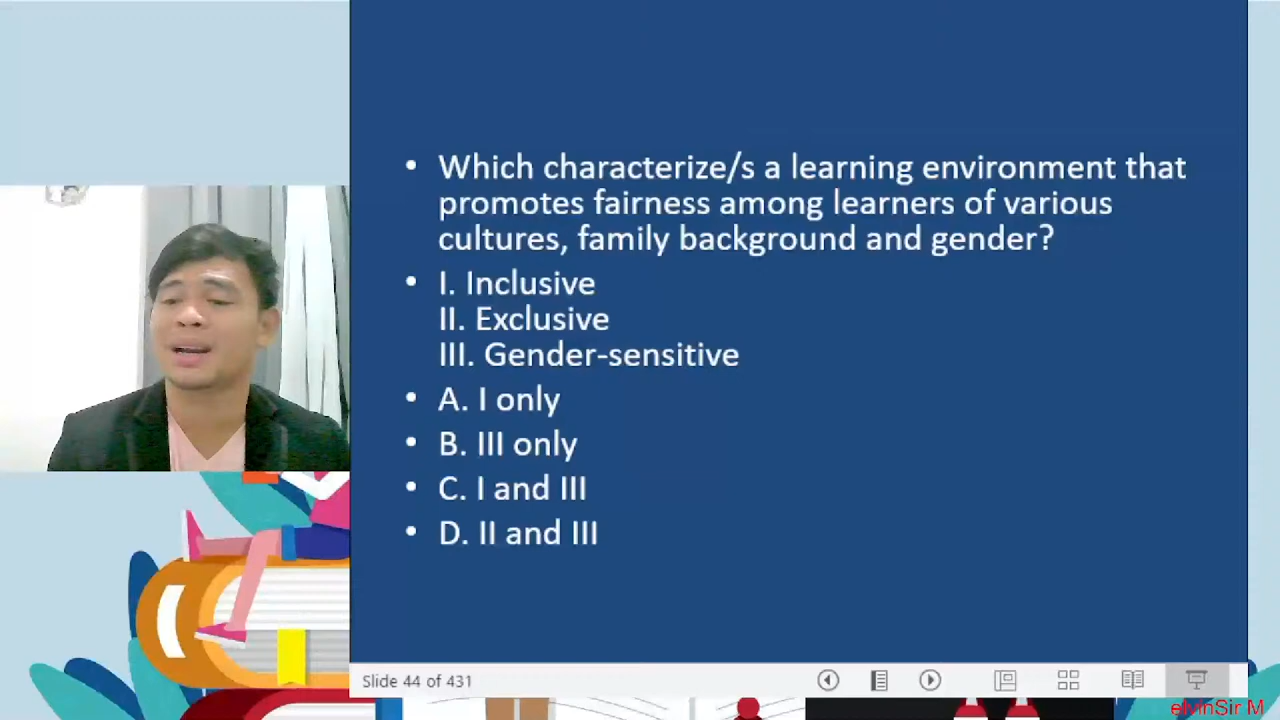 • Which characterize/s a learning environment that
promotes fairness among learners of various
cultures, family background and gender?
• I. Inclusive
II. Exclusive
III. Gender-sensitive
• A. I only
• B. III only
• C. I and III
• D. II and III
Slide 44 of 431
elvinSir M